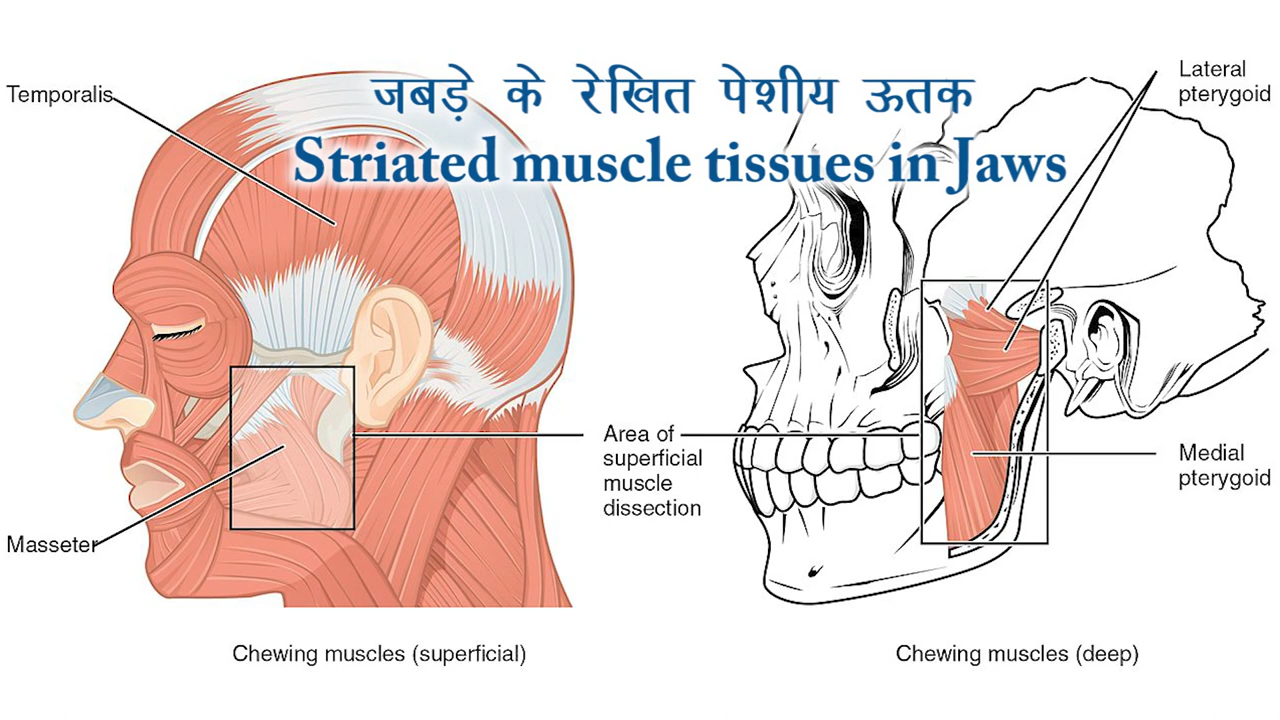 जबड़े के रेखित पेशीय ऊतक
Striated muscle tissues in Jaws
Temporalis
Lateral
pterygoid
Area of
superficial
muscle
dissection
Medial
pterygoid
Masseter
Chewing muscles (superficial)
Chewing muscles (deep)